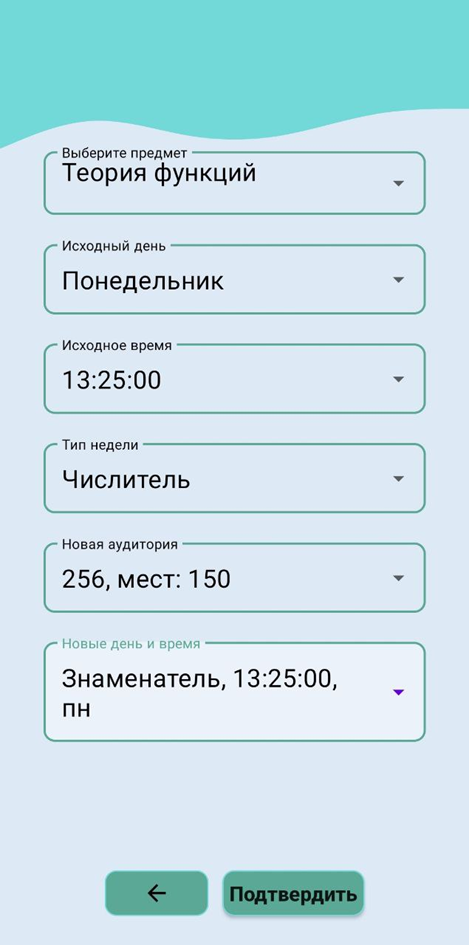 Выберите предмет
Теория функций
Исходный день
Понедельник
Исходное время
13:25:00
Тип недели
Числитель
Новая аудитория
256, мест: 150
Новые день и время
Знаменатель, 13:25:00,
пн
Подтвердить